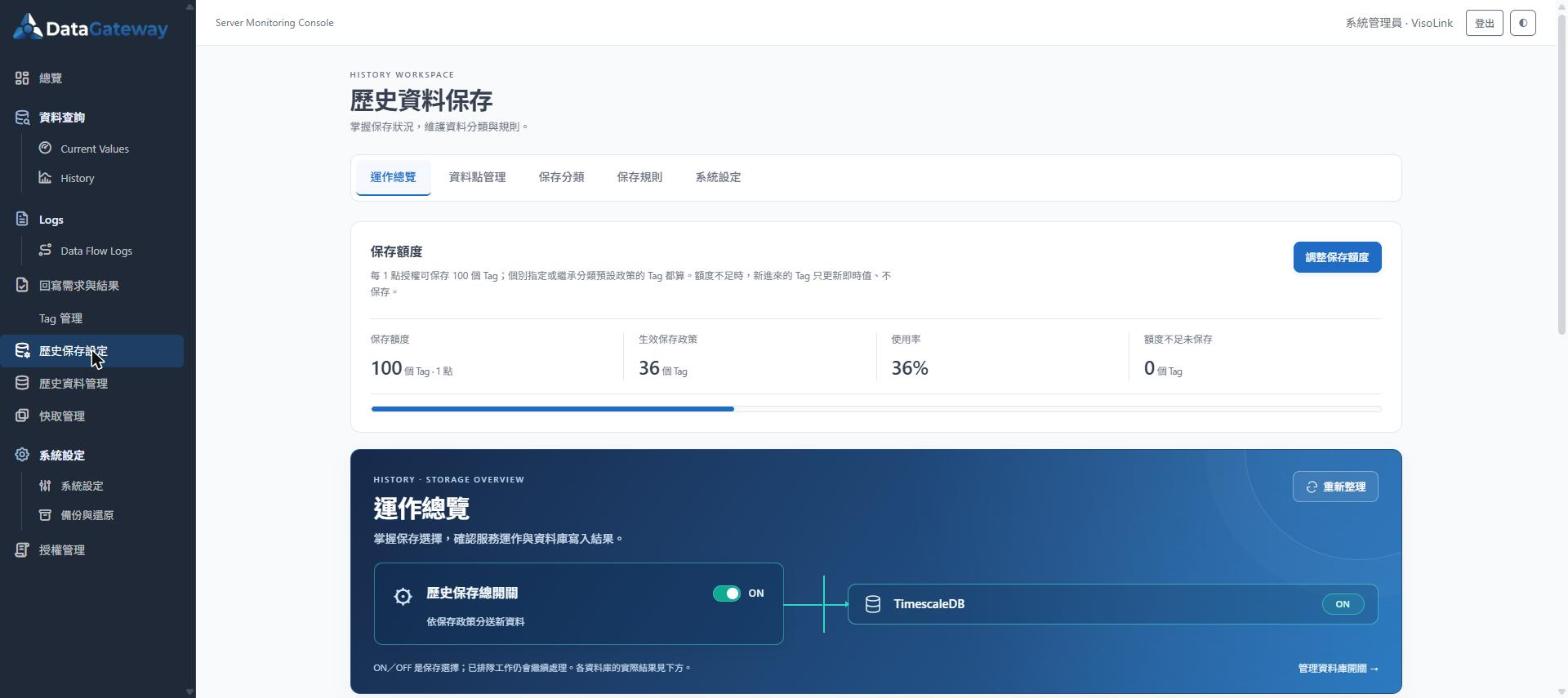 DataGateway
Server Monitoring Console
系統管理員 · VisoLink
登出
總覽
資料查詢
Current Values
History
Logs
Data Flow Logs
回寫需求與結果
Tag 管理
歷史保存設定
歷史資料管理
快取管理
系統設定
系統設定
備份與還原
授權管理
HISTORY WORKSPACE
歷史資料保存
掌握保存狀況，維護資料分類與規則。
運作總覽
資料點管理
保存分類
保存規則
系統設定
保存額度
每 1 點授權可保存 100 個 Tag；個別指定或繼承分類預設政策的 Tag 都算。額度不足時，新進來的 Tag 只更新即時值、不
保存。
調整保存額度
保存額度
100 個 Tag · 1 點
生效保存政策
36 個 Tag
使用率
36%
額度不足未保存
0 個 Tag
HISTORY · STORAGE OVERVIEW
運作總覽
掌握保存選擇，確認服務運作與資料庫寫入結果。
重新整理
歷史保存總開關
ON
依保存政策分送新資料
TimescaleDB
ON
ON／OFF 是保存選擇；已排隊工作仍會繼續處理。各資料庫的實際結果見下方。
管理資料庫開關 →